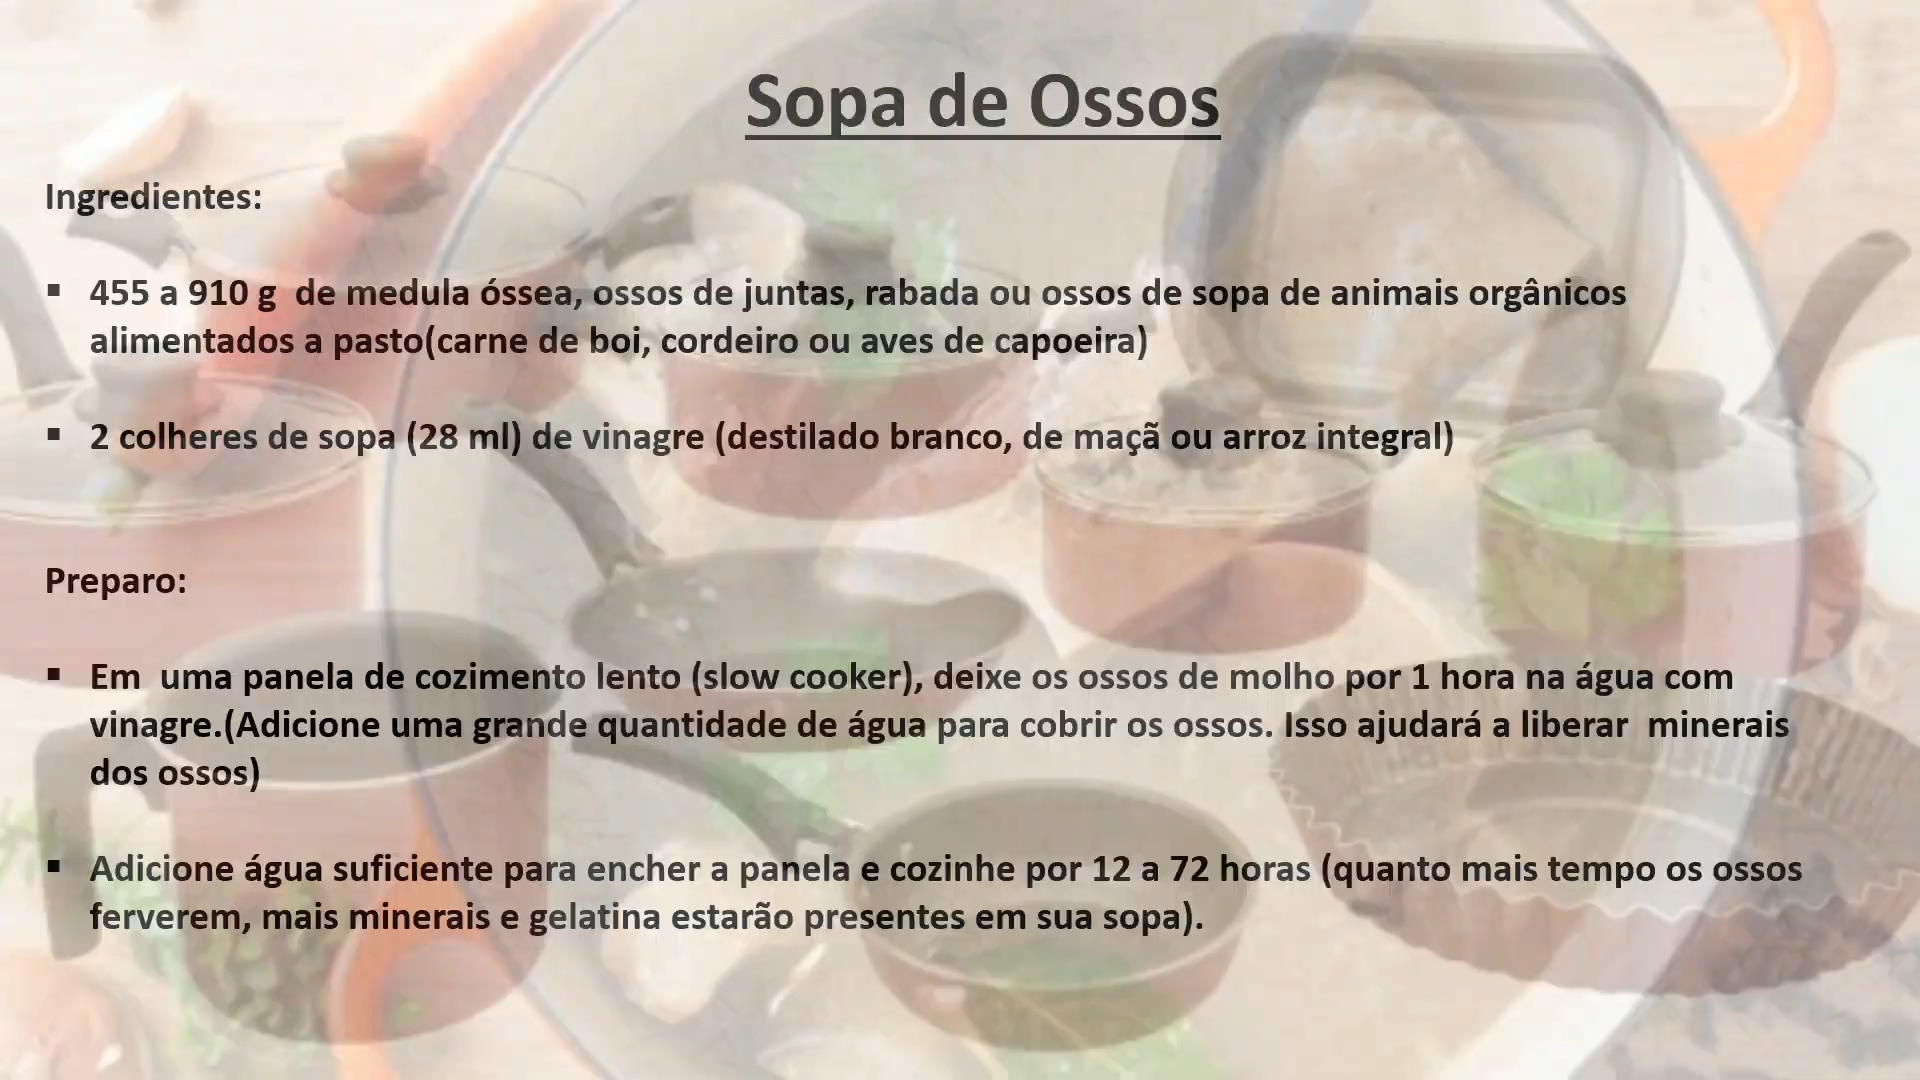 Sopa de Ossos
Ingredientes:
▪ 455 a 910 g  de medula óssea, ossos de juntas, rabada ou ossos de sopa de animais orgânicos
alimentados a pasto(carne de boi, cordeiro ou aves de capoeira)
▪ 2 colheres de sopa (28 ml) de vinagre (destilado branco, de maçã ou arroz integral)
Preparo:
▪ Em  uma panela de cozimento lento (slow cooker), deixe os ossos de molho por 1 hora na água com
vinagre.(Adicione uma grande quantidade de água para cobrir os ossos. Isso ajudará a liberar  minerais
dos ossos)
▪ Adicione água suficiente para encher a panela e cozinhe por 12 a 72 horas (quanto mais tempo os ossos
ferverem, mais minerais e gelatina estarão presentes em sua sopa).